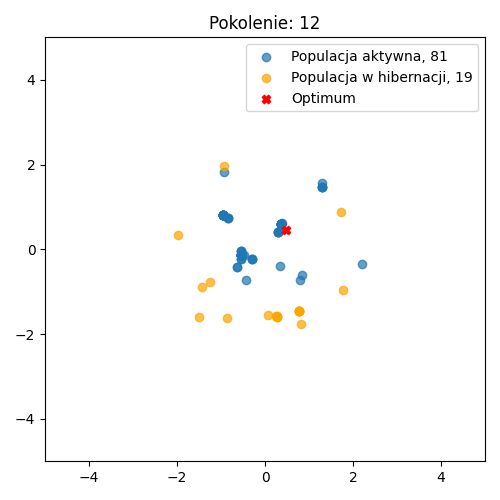 Pokolenie: 12
Populacja aktywna, 81
Populacja w hibernacji, 19
Optimum
4
2
0
−2
−4
−4
−2
0
2
4